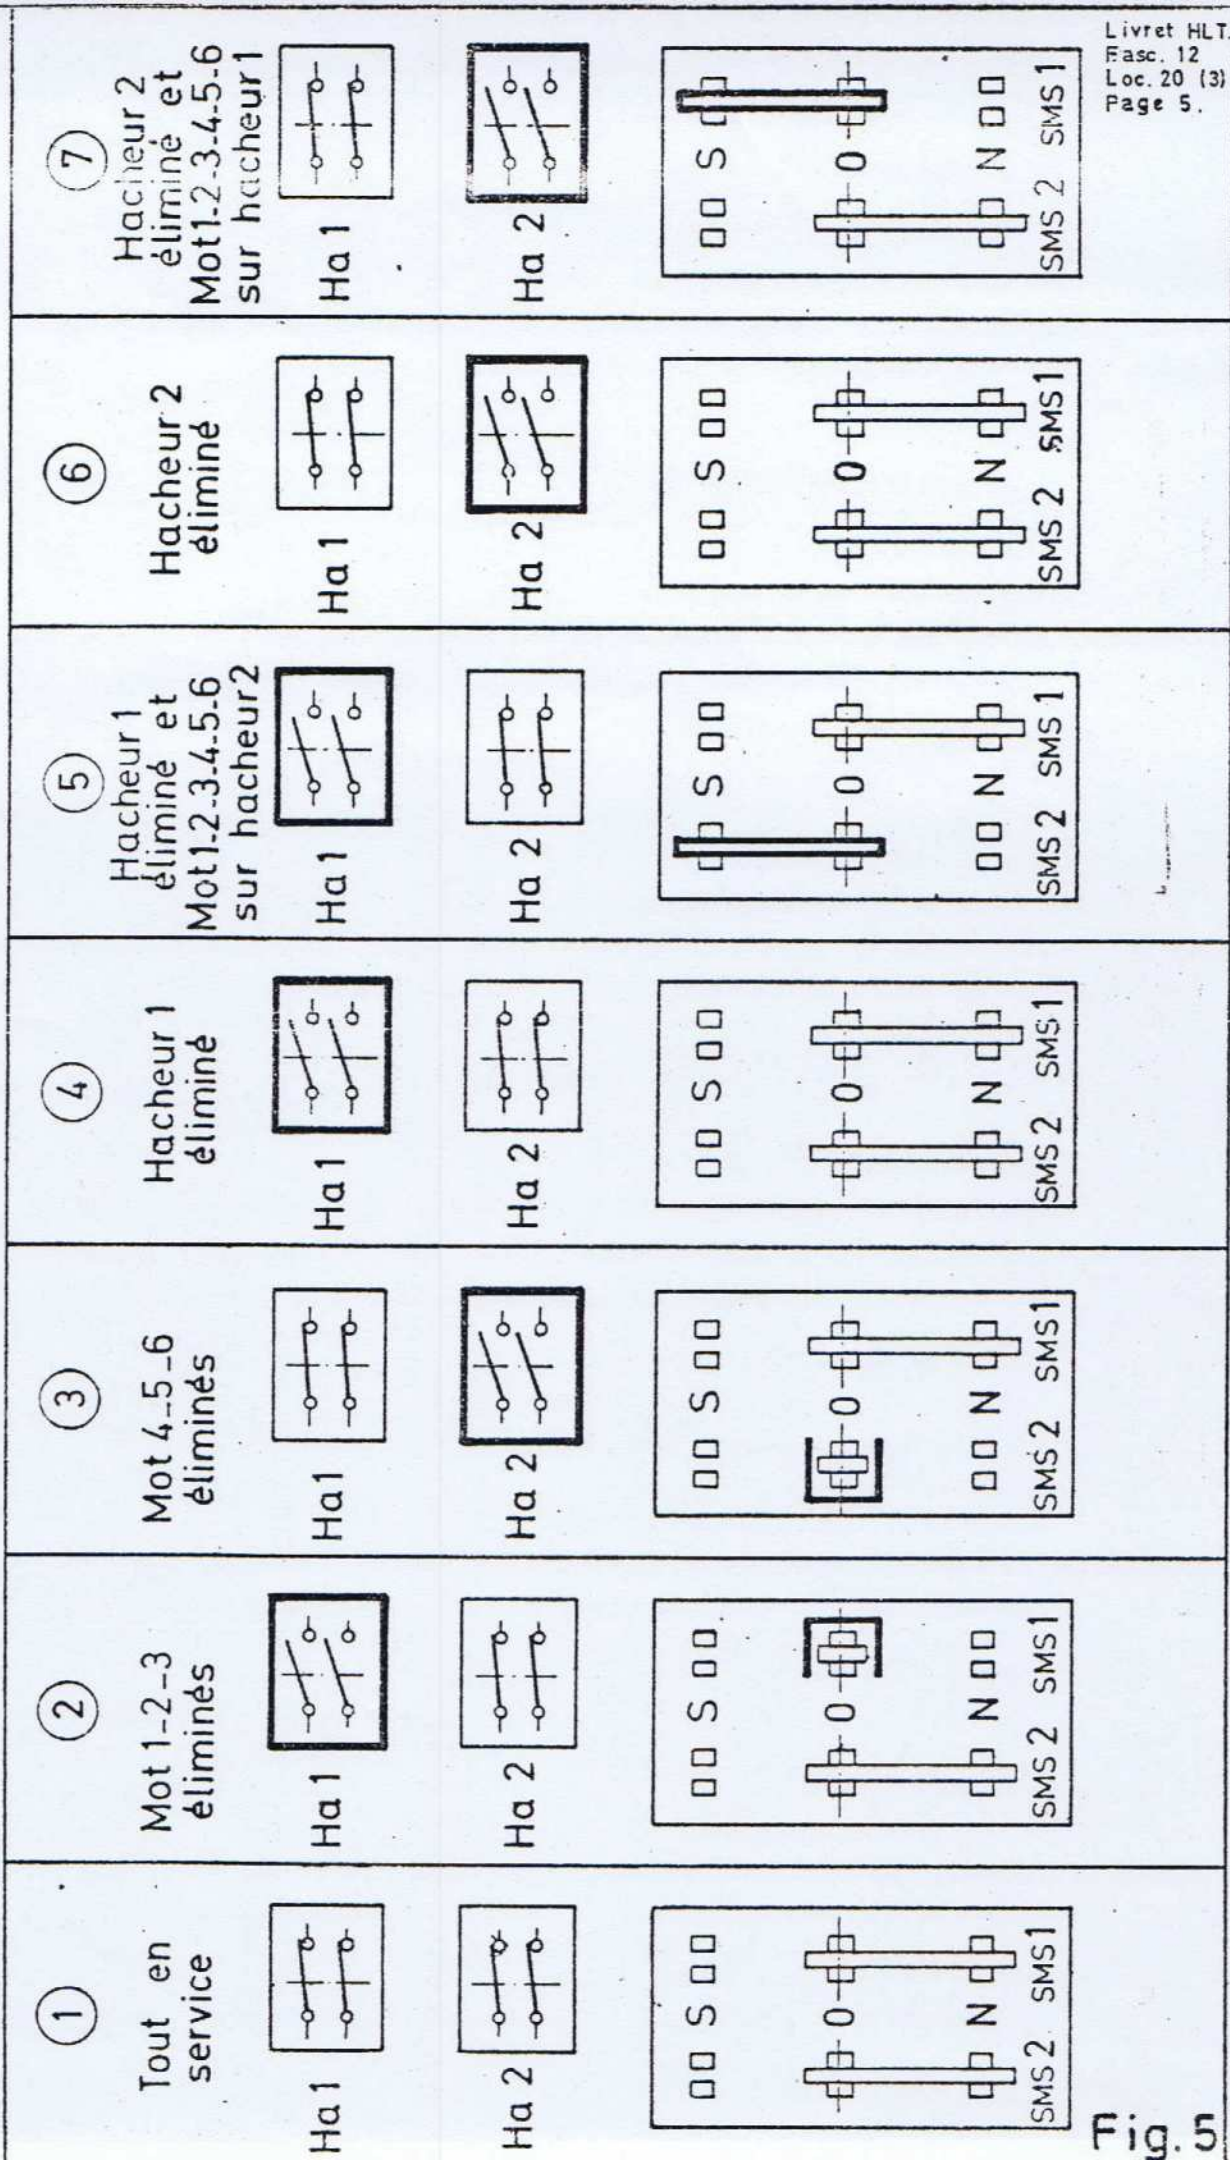 Livret HLT.
Fasc. 12
Loc. 20 (3)
Page 5.
1
Tout en
service
Ha 1
Ha 2
S
O
N
SMS 2 SMS 1
2
Mot 1-2-3
éliminés
Ha 1
Ha 2
S
O
N
SMS 2 SMS 1
3
Mot 4-5-6
éliminés
Ha 1
Ha 2
S
O
N
SMS 2 SMS 1
4
Hacheur 1
éliminé
Ha 1
Ha 2
S
O
N
SMS 2 SMS 1
5
Hacheur 1
éliminé et
Mot 1-2-3-4-5-6
sur hacheur 2
Ha 1
Ha 2
S
O
N
SMS 2 SMS 1
6
Hacheur 2
éliminé
Ha 1
Ha 2
S
O
N
SMS 2 SMS 1
7
Hacheur 2
éliminé et
Mot 1-2-3-4-5-6
sur hacheur 1
Ha 1
Ha 2
S
O
N
SMS 2 SMS 1
Fig. 5